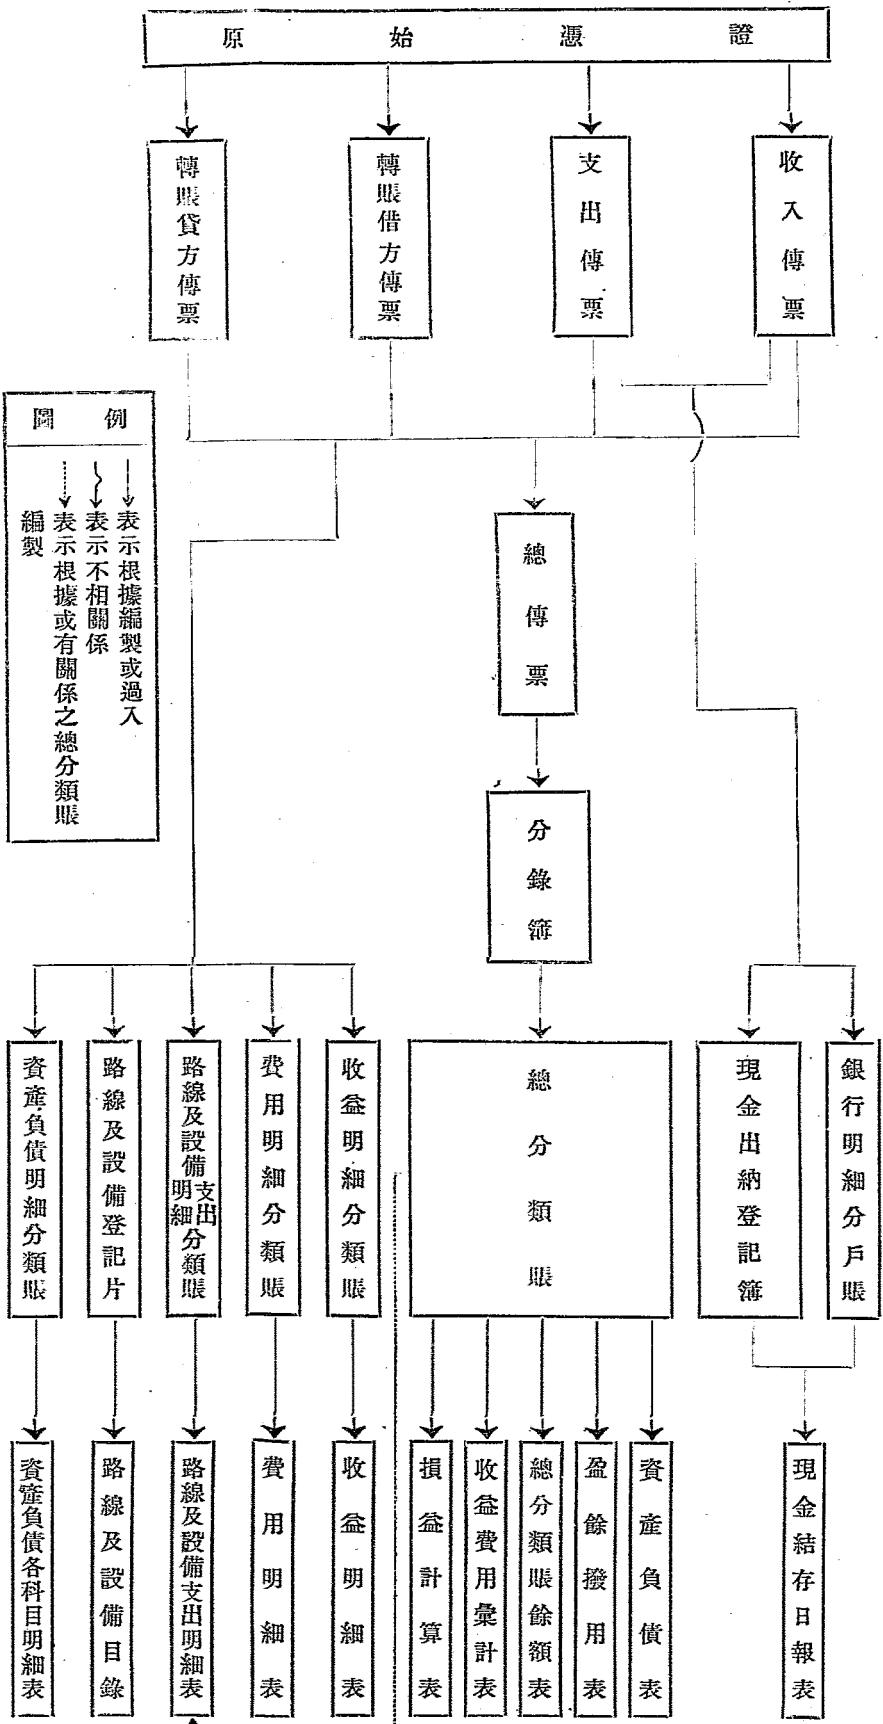 原始憑證
收入傳票
支出傳票
轉賬借方傳票
轉賬貸方傳票
圖例
表示根據編製或過入
表示不相關係
表示根據或有關係之總分類賬
編製
總傳票
分錄簿
銀行明細分戶賬
現金出納登記簿
總分類賬
收益明細分類賬
費用明細分類賬
路線及設備支出明細分類賬
路線及設備登記片
資產負債明細分類賬
現金結存日報表
資產負債表
盈餘撥用表
總分類賬餘額表
收益費用彙計表
損益計算表
收益明細表
費用明細表
路線及設備支出明細表
路線及設備目錄
資產負債各科目明細表